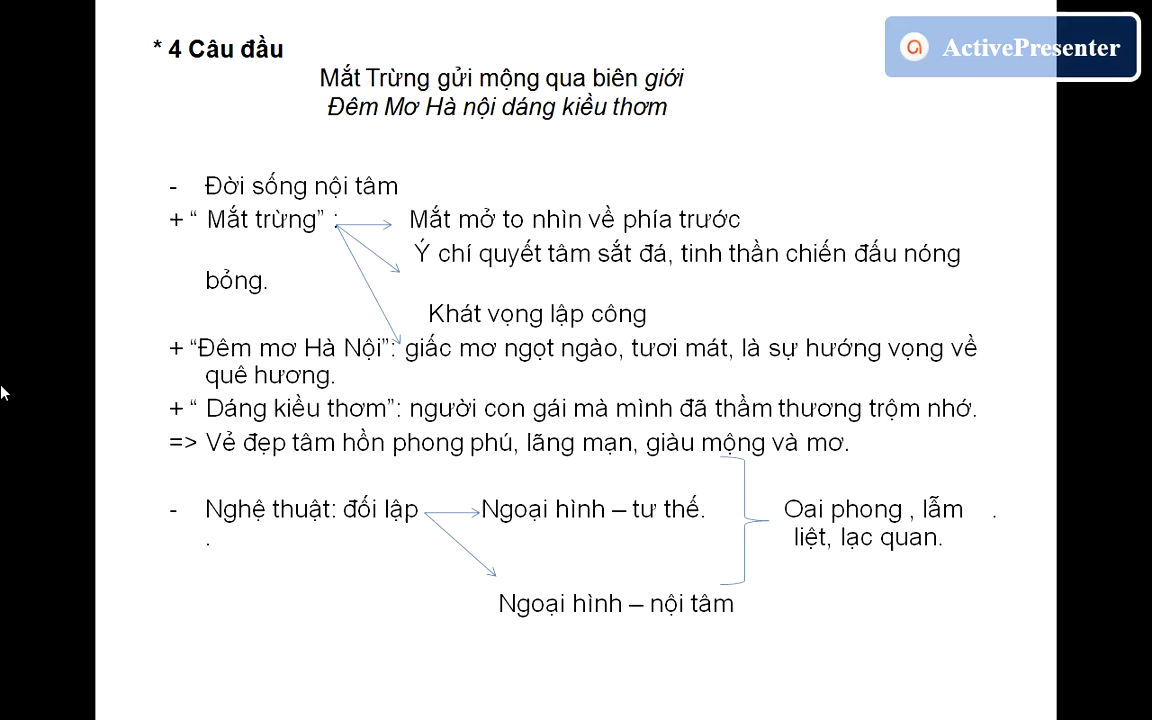 * 4 Câu đầu
ActivePresenter
Mắt Trừng gửi mộng qua biên giới
Đêm Mơ Hà nội dáng kiều thơm
- Đời sống nội tâm
+ “ Mắt trừng” : Mắt mở to nhìn về phía trước
Ý chí quyết tâm sắt đá, tinh thần chiến đấu nóng
bỏng.
Khát vọng lập công
+ “Đêm mơ Hà Nội”: giấc mơ ngọt ngào, tươi mát, là sự hướng vọng về
quê hương.
+ “ Dáng kiều thơm”: người con gái mà mình đã thầm thương trộm nhớ.
=> Vẻ đẹp tâm hồn phong phú, lãng mạn, giàu mộng và mơ.
- Nghệ thuật: đối lập Ngoại hình – tư thế. Oai phong , lẫm .
. liệt, lạc quan.
Ngoại hình – nội tâm